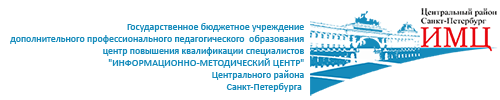 Государственное бюджетное учреждение
дополнительного профессионального педагогического образования
центр повышения квалификации специалистов
"ИНФОРМАЦИОННО-МЕТОДИЧЕСКИЙ ЦЕНТР"
Центрального района
Санкт-Петербурга
Центральный район
Санкт-Петербург
ИМЦ